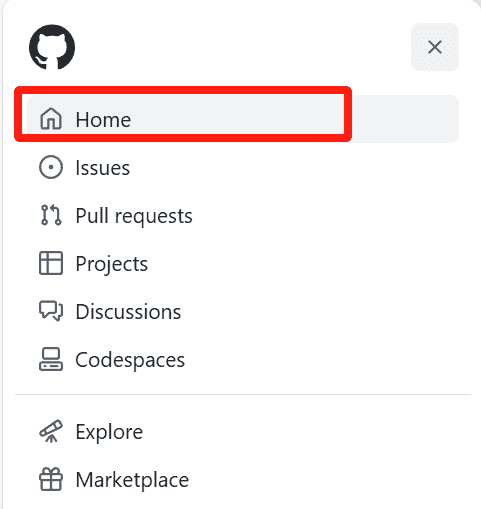 Home
Issues
Pull requests
Projects
Discussions
Codespaces
Explore
Marketplace